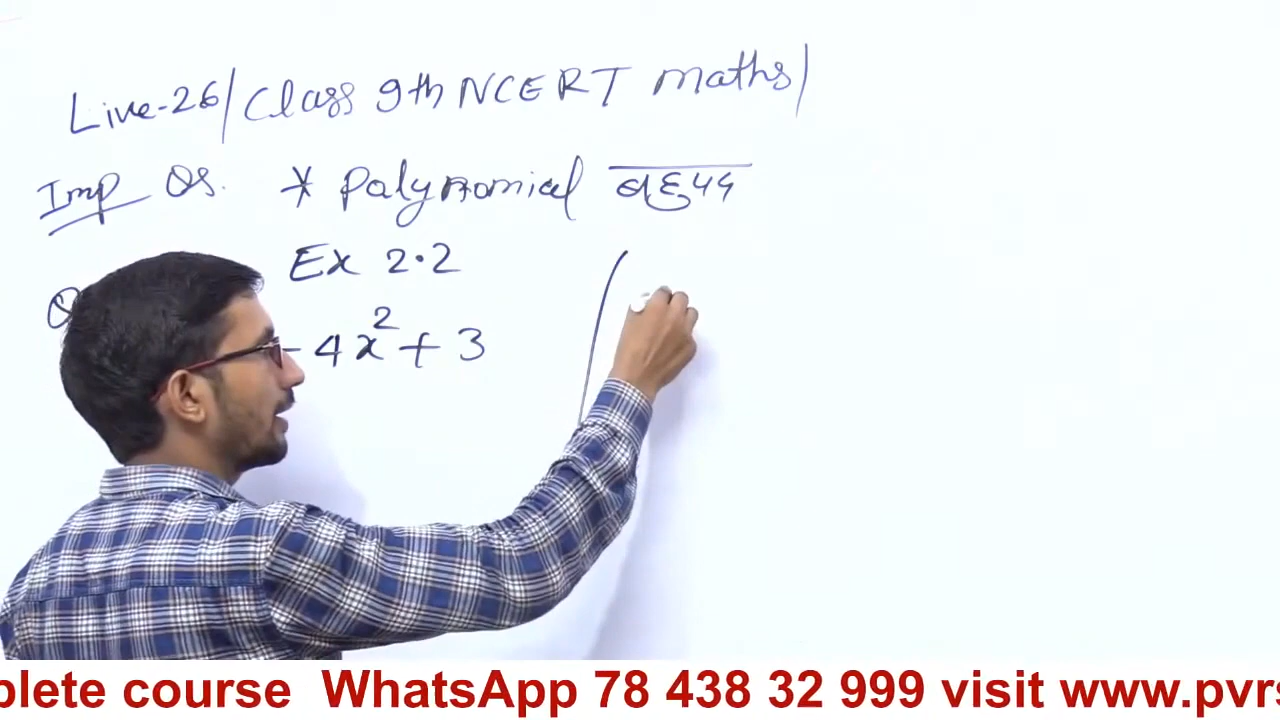 Live-26/Class 9th NCERT maths/
Imp Qs. * Polynomial बहुपद
Ex 2.2
Q
- 4x² + 3
plete course WhatsApp 78 438 32 999 visit www.pvrs